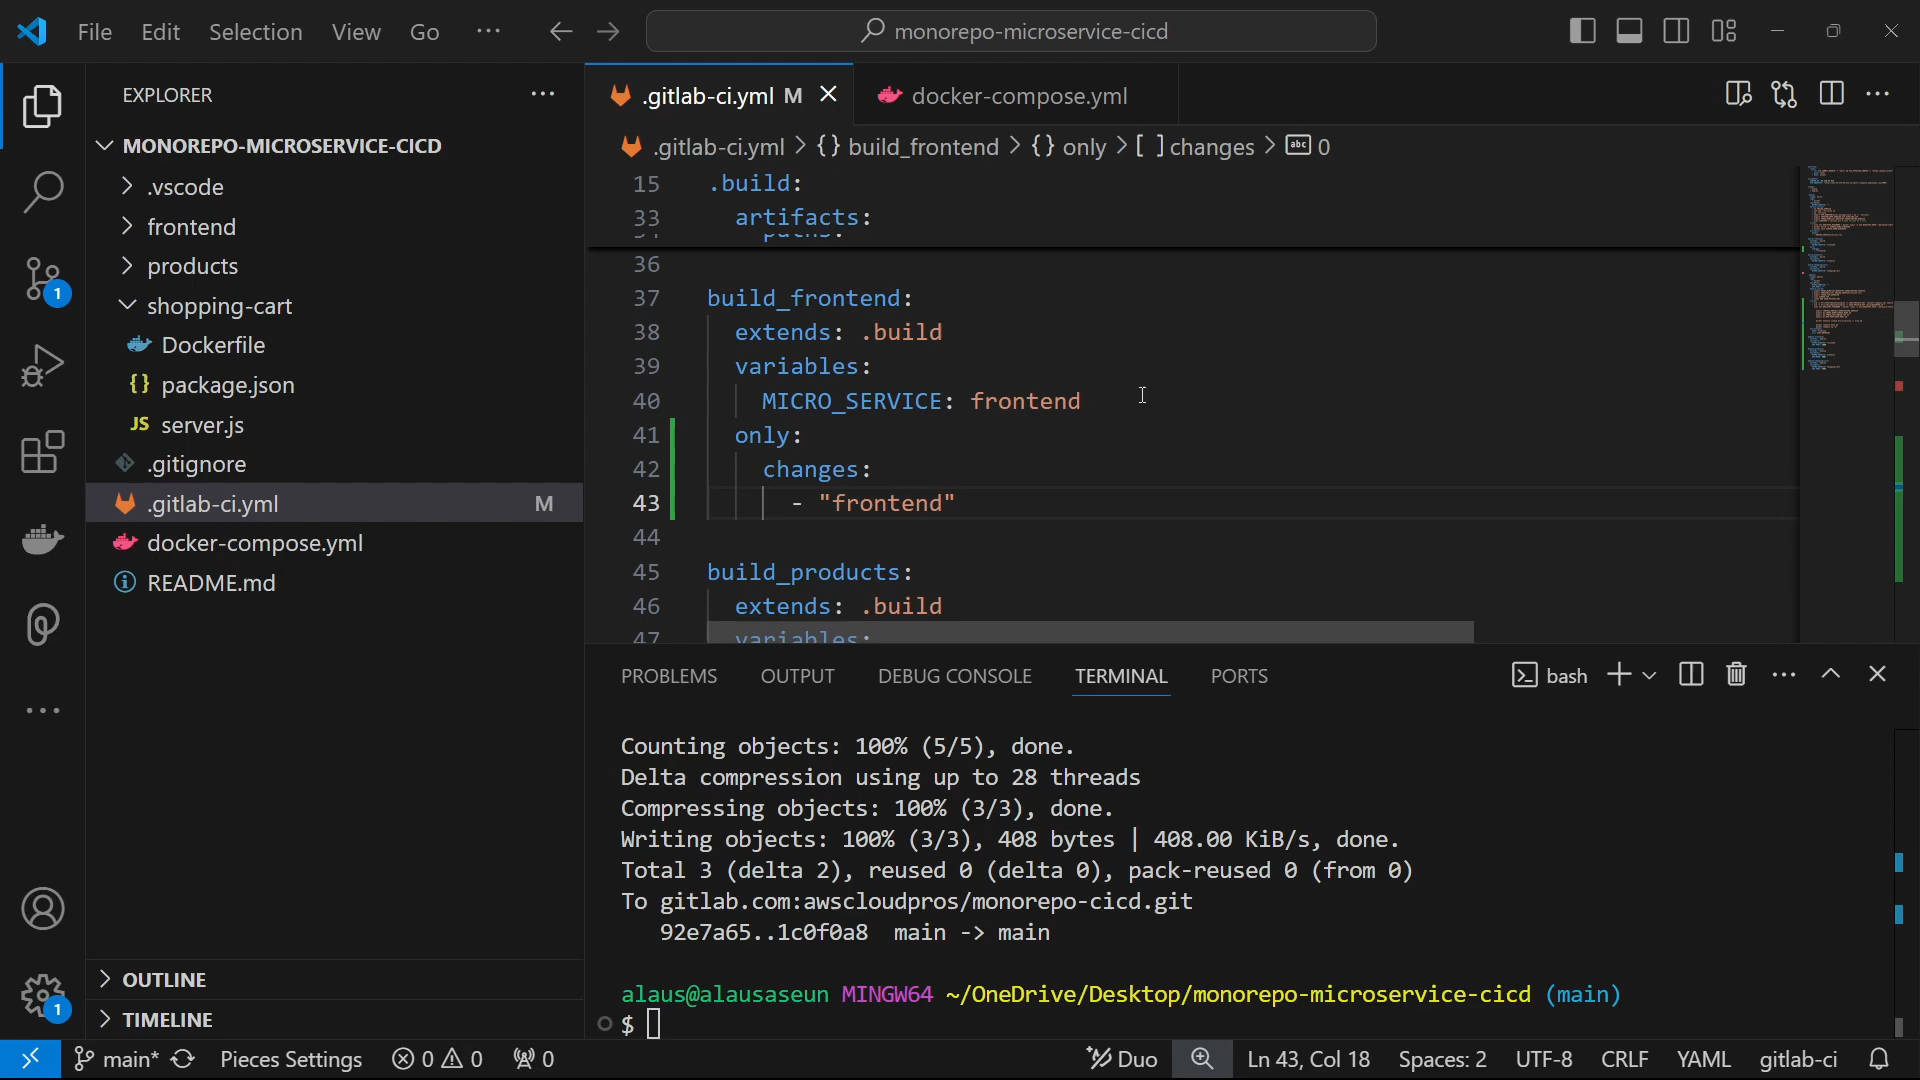 File Edit Selection View Go ··· monorepo-microservice-cicd
EXPLORER ···
MONOREPO-MICROSERVICE-CICD
.vscode
frontend
products
shopping-cart
Dockerfile
{} package.json
JS server.js
.gitignore
.gitlab-ci.yml M
docker-compose.yml
README.md
OUTLINE
TIMELINE
1
1
.gitlab-ci.yml M
docker-compose.yml
.gitlab-ci.yml > {} build_frontend > {} only > [ ] changes > abc 0
15 .build:
33 artifacts:
paths:
36
37 build_frontend:
38 extends: .build
39 variables:
40 MICRO_SERVICE: frontend
41 only:
42 changes:
43 - "frontend"
44
45 build_products:
46 extends: .build
47 variables:
PROBLEMS OUTPUT DEBUG CONSOLE TERMINAL PORTS bash
Counting objects: 100% (5/5), done.
Delta compression using up to 28 threads
Compressing objects: 100% (3/3), done.
Writing objects: 100% (3/3), 408 bytes | 408.00 KiB/s, done.
Total 3 (delta 2), reused 0 (delta 0), pack-reused 0 (from 0)
To gitlab.com:awscloudpros/monorepo-cicd.git
92e7a65..1c0f0a8 main -> main
alaus@alausaseun MINGW64 ~/OneDrive/Desktop/monorepo-microservice-cicd (main)
$
main* Pieces Settings 0 0 0 Duo Ln 43, Col 18 Spaces: 2 UTF-8 CRLF YAML gitlab-ci